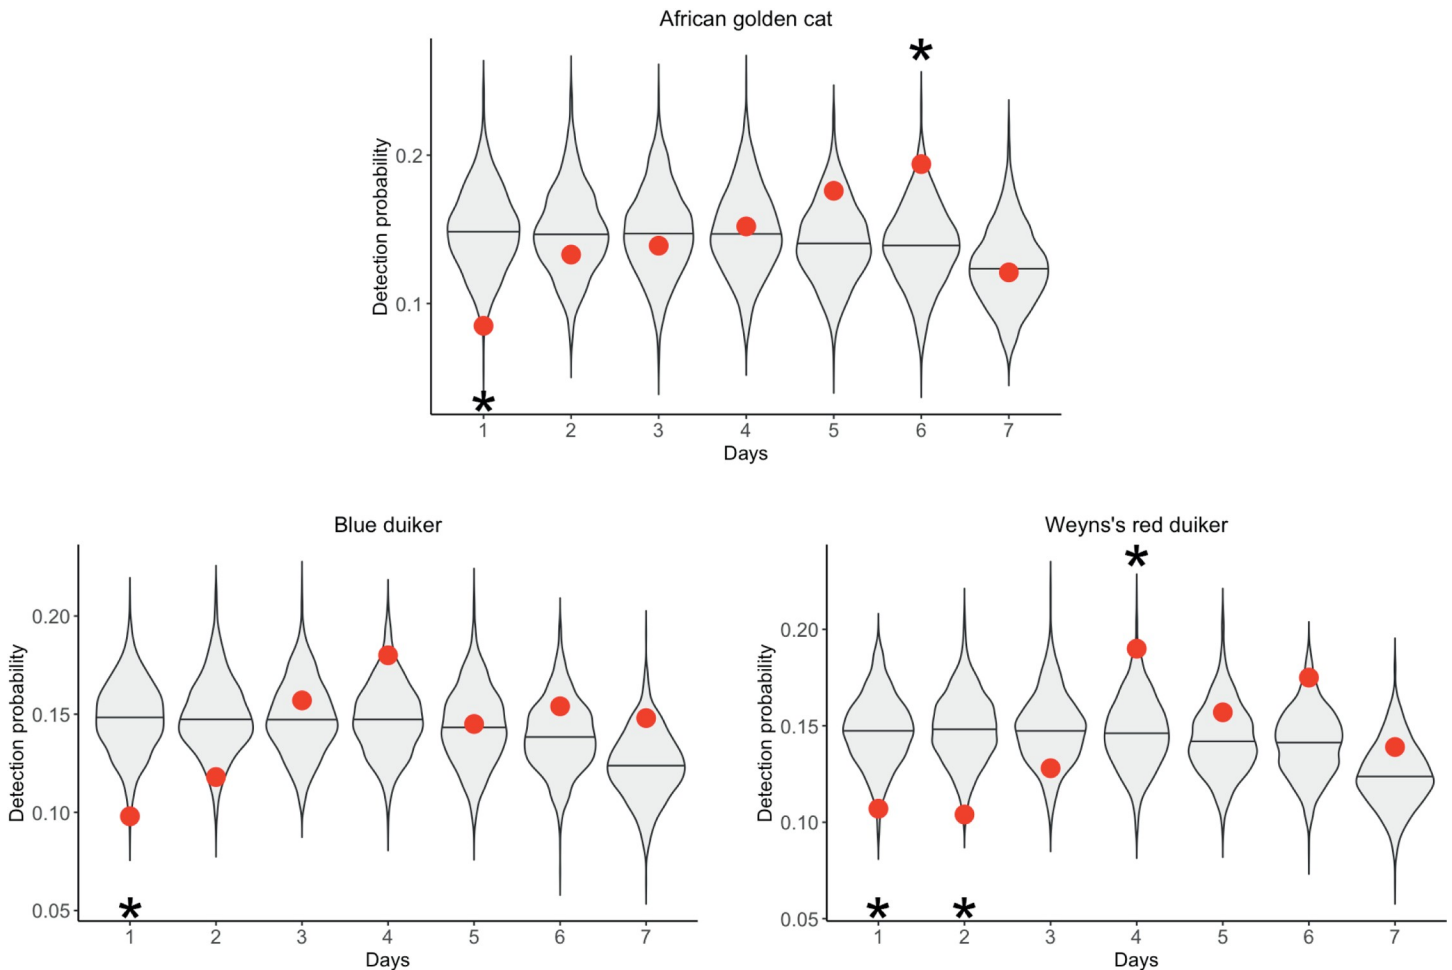 African golden cat
*
0.2
0.1
Detection probability
*
1 2 3 4 5 6 7
Days
Blue duiker
0.20
0.15
0.10
0.05
Detection probability
*
1 2 3 4 5 6 7
Days
Weyns's red duiker
*
0.20
0.15
0.10
0.05
Detection probability
* *
1 2 3 4 5 6 7
Days